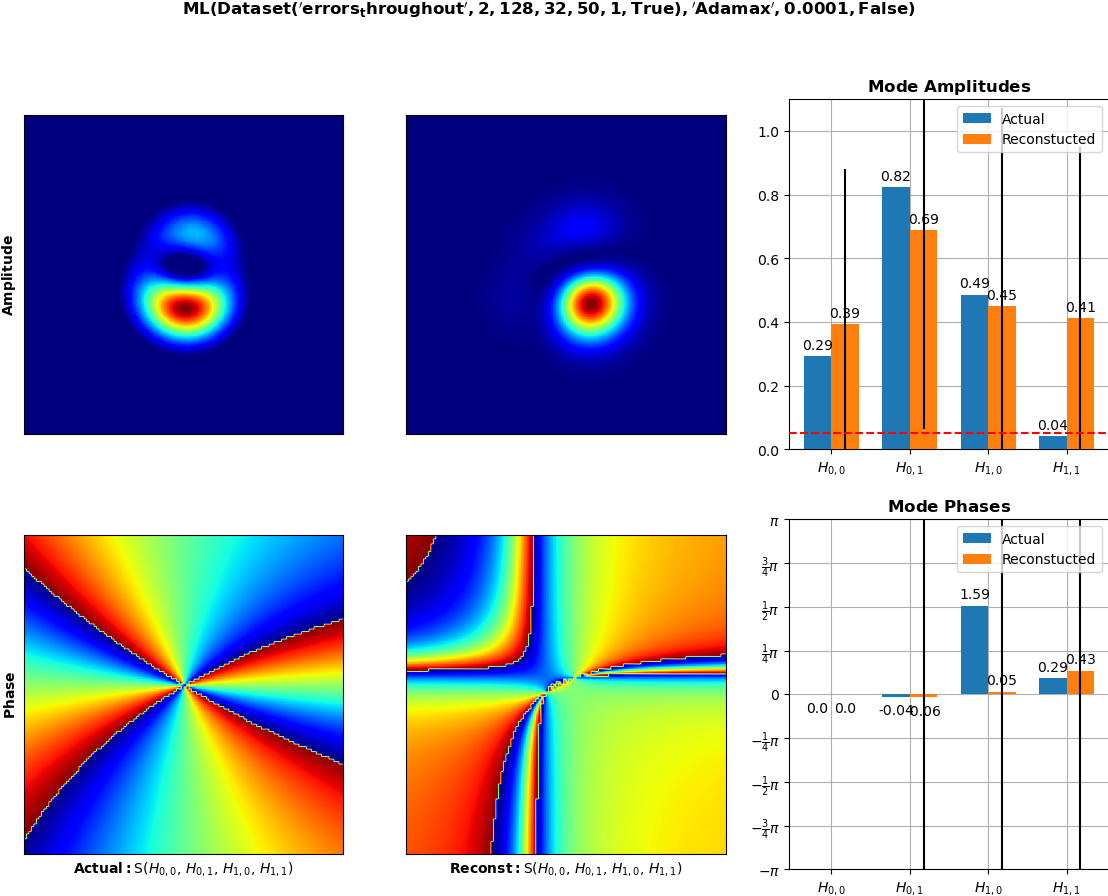 ML(Dataset('errors_throughout', 2, 128, 32, 50, 1, True), 'Adamax', 0.0001, False)
Amplitude
Mode Amplitudes
Actual
Reconstucted
1.0
0.8
0.6
0.4
0.2
0.0
0.29
0.39
0.82
0.69
0.49
0.45
0.04
0.41
H0,0
H0,1
H1,0
H1,1
Phase
Actual: S(H0,0, H0,1, H1,0, H1,1)
Reconst: S(H0,0, H0,1, H1,0, H1,1)
Mode Phases
Actual
Reconstucted
π
3/4π
1/2π
1/4π
0
−1/4π
−1/2π
−3/4π
−π
0.0
0.0
-0.04
-0.06
1.59
0.05
0.29
0.43
H0,0
H0,1
H1,0
H1,1